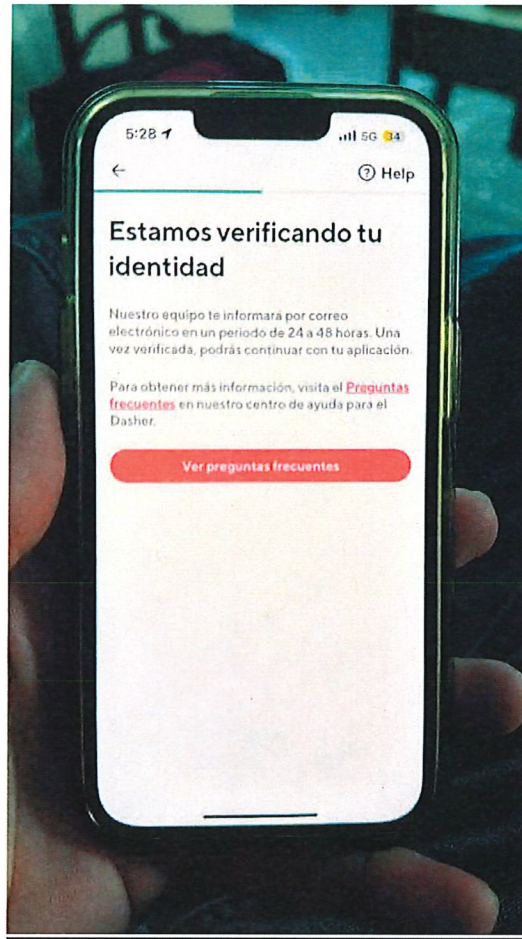 5:28
5G 34
Help
Estamos verificando tu
identidad
Nuestro equipo te informará por correo
electrónico en un periodo de 24 a 48 horas. Una
vez verificada, podrás continuar con tu aplicación.
Para obtener más información, visita el Preguntas
frecuentes en nuestro centro de ayuda para el
Dasher.
Ver preguntas frecuentes